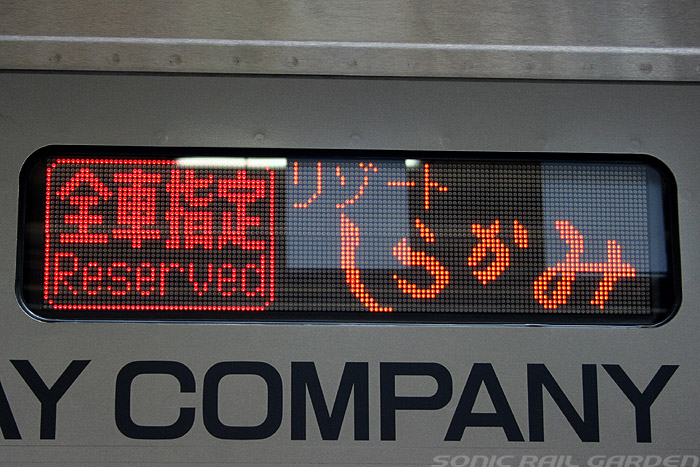 全車指定
Reserved
リゾート
しらかみ
AY COMPANY
SONIC RAIL GARDEN